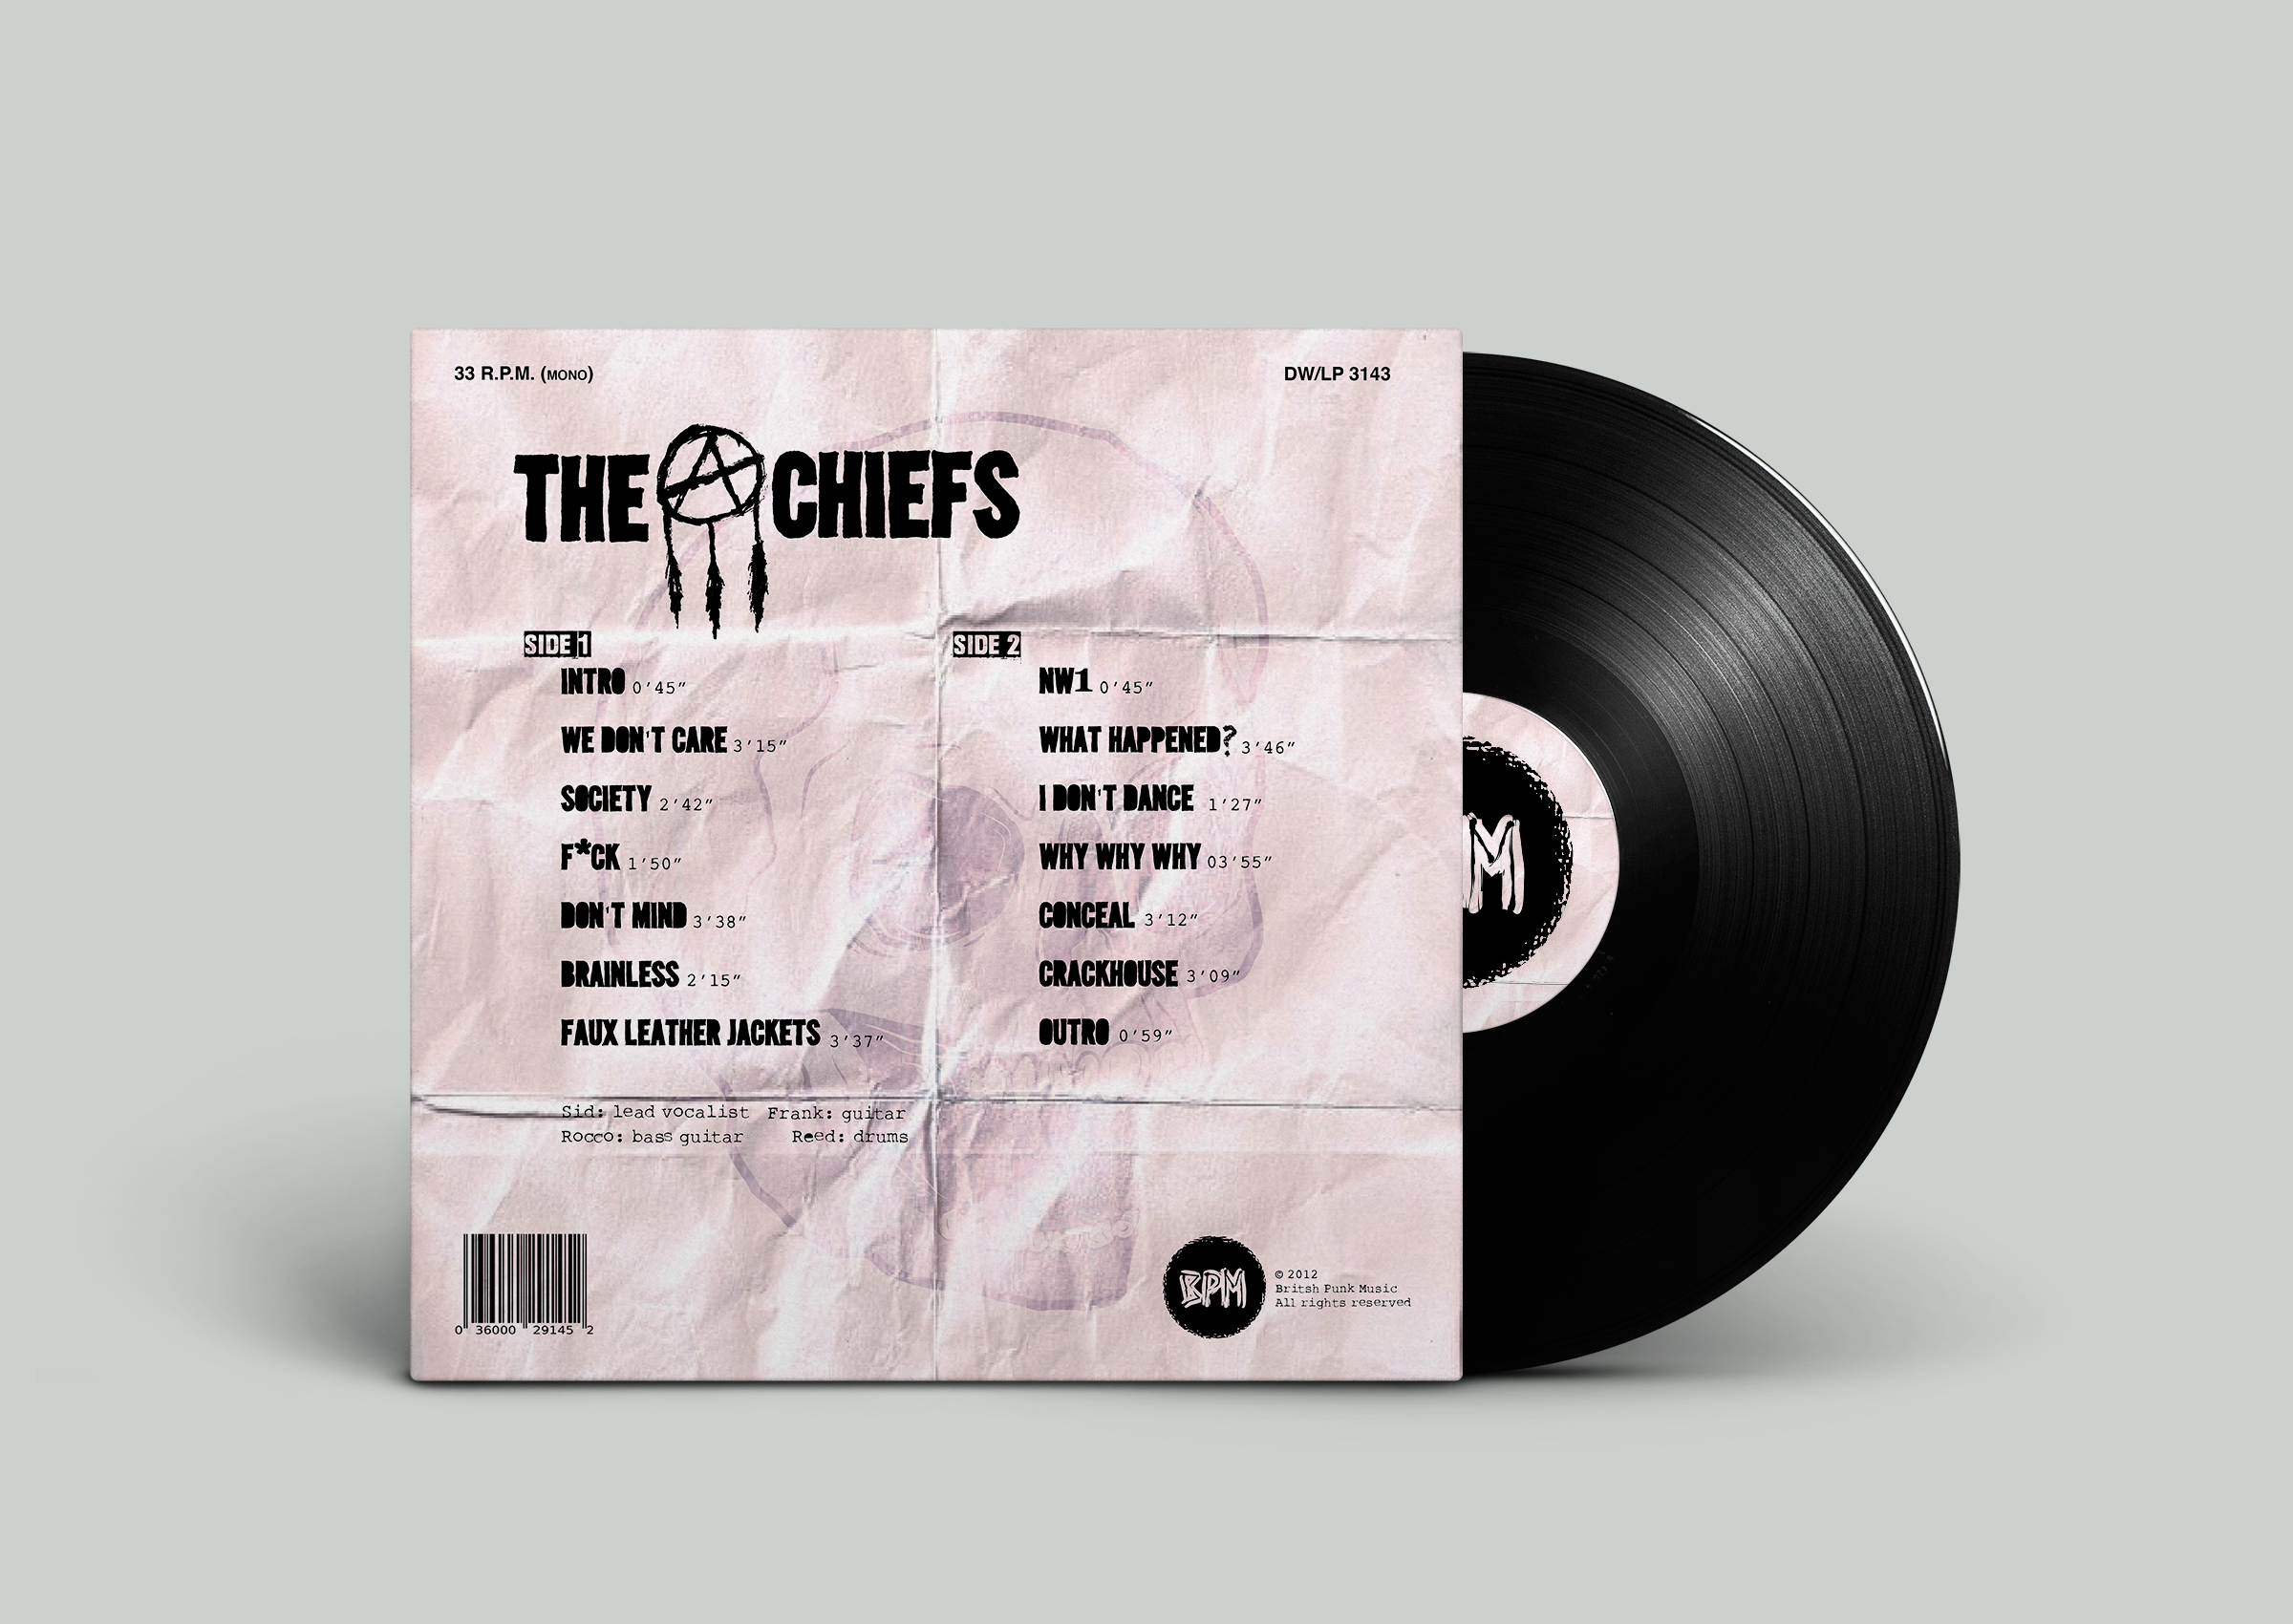 33 R.P.M. (MONO)
DW/LP 3143
THE A CHIEFS
SIDE 1
INTRO 0'45"
WE DON'T CARE 3'15"
SOCIETY 2'42"
F*CK 1'50"
DON'T MIND 3'38"
BRAINLESS 2'15"
FAUX LEATHER JACKETS 3'37"
SIDE 2
NW1 0'45"
WHAT HAPPENED? 3'46"
I DON'T DANCE 1'27"
WHY WHY WHY 03'55"
CONCEAL 3'12"
CRACKHOUSE 3'09"
OUTRO 0'59"
Sid: lead vocalist Frank: guitar
Rocco: bass guitar Reed: drums
0 36000 29145 2
BPM
© 2012
Britsh Punk Music
All rights reserved
M